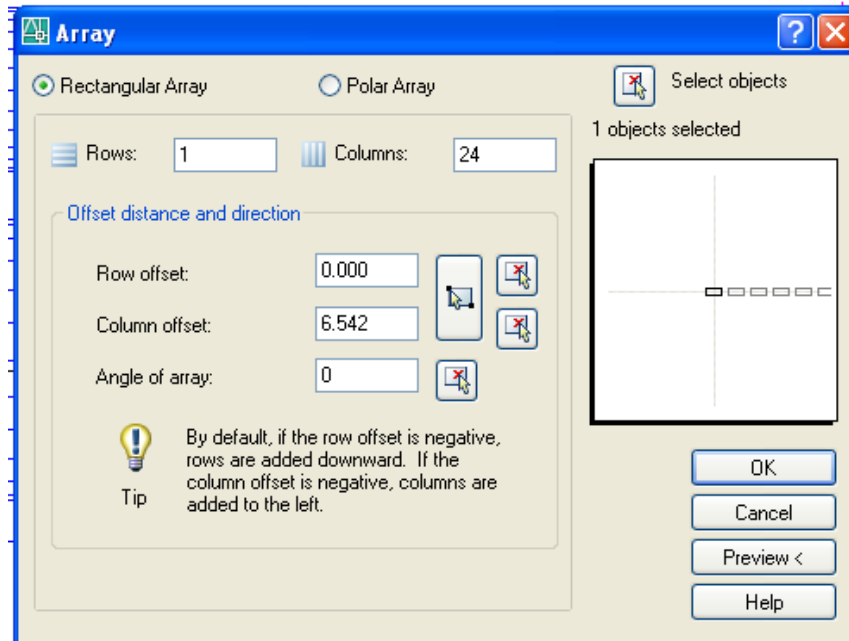 Array
Rectangular Array
Polar Array
Select objects
1 objects selected
Rows: 1
Columns: 24
Offset distance and direction
Row offset: 0.000
Column offset: 6.542
Angle of array: 0
Tip
By default, if the row offset is negative,
rows are added downward. If the
column offset is negative, columns are
added to the left.
OK
Cancel
Preview <
Help